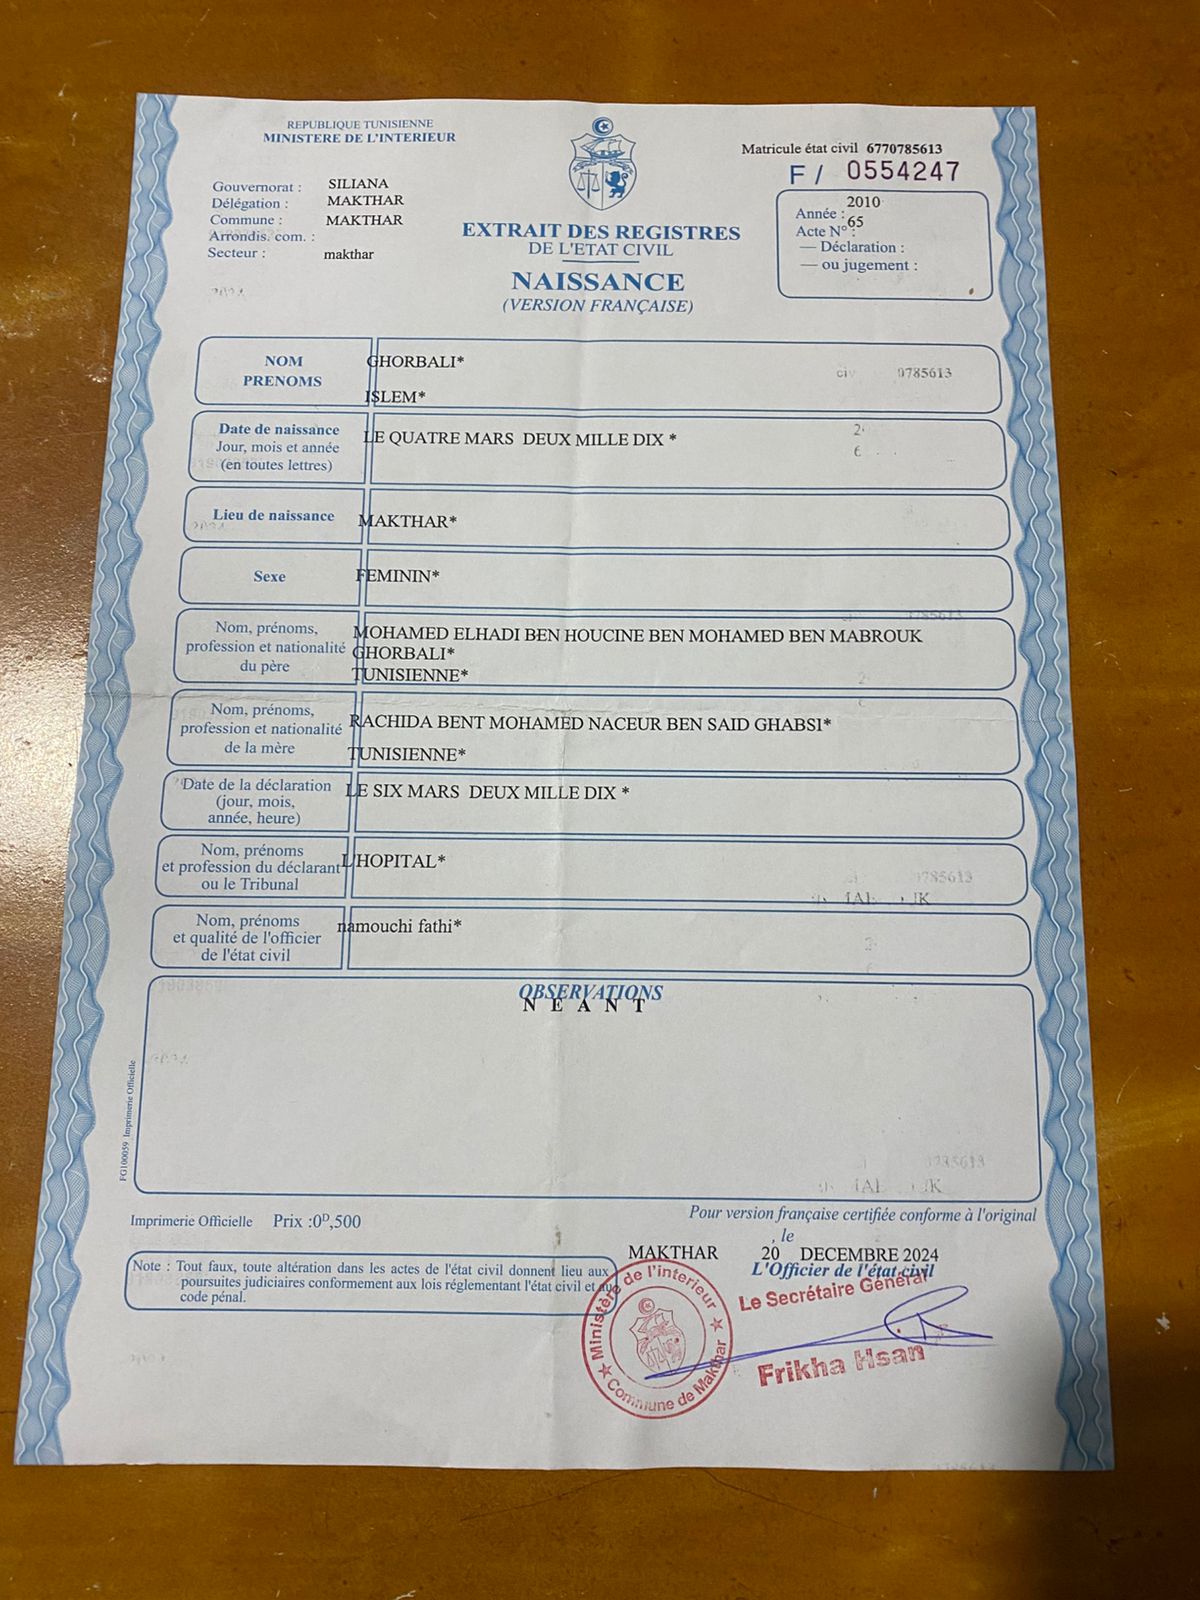 REPUBLIQUE TUNISIENNE
MINISTERE DE L'INTERIEUR
Matricule état civil 6770785613
F / 0554247
Gouvernorat : SILIANA
Délégation : MAKTHAR
Commune : MAKTHAR
Arrondis. com. :
Secteur : makthar
EXTRAIT DES REGISTRES
DE L'ETAT CIVIL
NAISSANCE
(VERSION FRANÇAISE)
Année : 2010
Acte N° : 65
— Déclaration :
— ou jugement :
NOM GHORBALI*
PRENOMS ISLEM*
Date de naissance
Jour, mois et année
(en toutes lettres)
LE QUATRE MARS DEUX MILLE DIX *
Lieu de naissance MAKTHAR*
Sexe FEMININ*
Nom, prénoms,
profession et nationalité
du père
MOHAMED ELHADI BEN HOUCINE BEN MOHAMED BEN MABROUK
GHORBALI*
TUNISIENNE*
Nom, prénoms,
profession et nationalité
de la mère
RACHIDA BENT MOHAMED NACEUR BEN SAID GHABSI*
TUNISIENNE*
Date de la déclaration
(jour, mois,
année, heure)
LE SIX MARS DEUX MILLE DIX *
Nom, prénoms
et profession du déclarant
ou le Tribunal
L'HOPITAL*
Nom, prénoms
et qualité de l'officier
de l'état civil
namouchi fathi*
OBSERVATIONS
N E A N T
FG100059 Imprimerie Officielle
Imprimerie Officielle Prix :0D,500
Pour version française certifiée conforme à l'original
, le
MAKTHAR 20 DECEMBRE 2024
L'Officier de l'état civil
Note : Tout faux, toute altération dans les actes de l'état civil donnent lieu aux
poursuites judiciaires conformement aux lois réglementant l'état civil et au
code pénal.
Le Secrétaire Général
Frikha Hsan
Ministère de l'interieur
Commune de Makthar